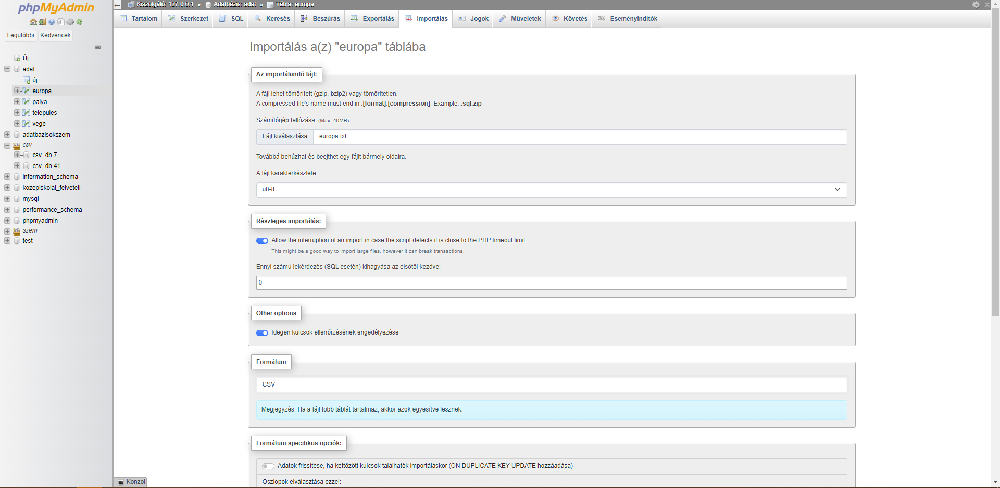 phpMyAdmin
Legutóbbi Kedvencek
Új
adat
új
europa
palya
telepules
vege
adatbazisokszem
csv
csv_db 7
csv_db 41
information_schema
kozepiskolai_felveteli
mysql
performance_schema
phpmyadmin
szem
test
Kiszolgáló: 127.0.0.1 » Adatbázis: adat » Tábla: europa
Tartalom Szerkezet SQL Keresés Beszúrás Exportálás Importálás Jogok Műveletek Követés Eseményindítók
Importálás a(z) "europa" táblába
Az importálandó fájl:
A fájl lehet tömörített (gzip, bzip2) vagy tömörítetlen.
A compressed file's name must end in .[format].[compression]. Example: .sql.zip
Számítógép tallózása: (Max: 40MB)
Fájl kiválasztása europa.txt
Továbbá behúzhat és beejthet egy fájlt bármely oldalra.
A fájl karakterkészlete:
utf-8
Részleges importálás:
Allow the interruption of an import in case the script detects it is close to the PHP timeout limit.
This might be a good way to import large files, however it can break transactions.
Ennyi számú lekérdezés (SQL esetén) kihagyása az elsőtől kezdve:
0
Other options
Idegen kulcsok ellenőrzésének engedélyezése
Formátum
CSV
Megjegyzés: Ha a fájl több táblát tartalmaz, akkor azok egyesítve lesznek.
Formátum specifikus opciók:
Adatok frissítése, ha kettőzött kulcsok találhatók importáláskor (ON DUPLICATE KEY UPDATE hozzáadása)
Oszlopok elválasztása ezzel:
Konzol